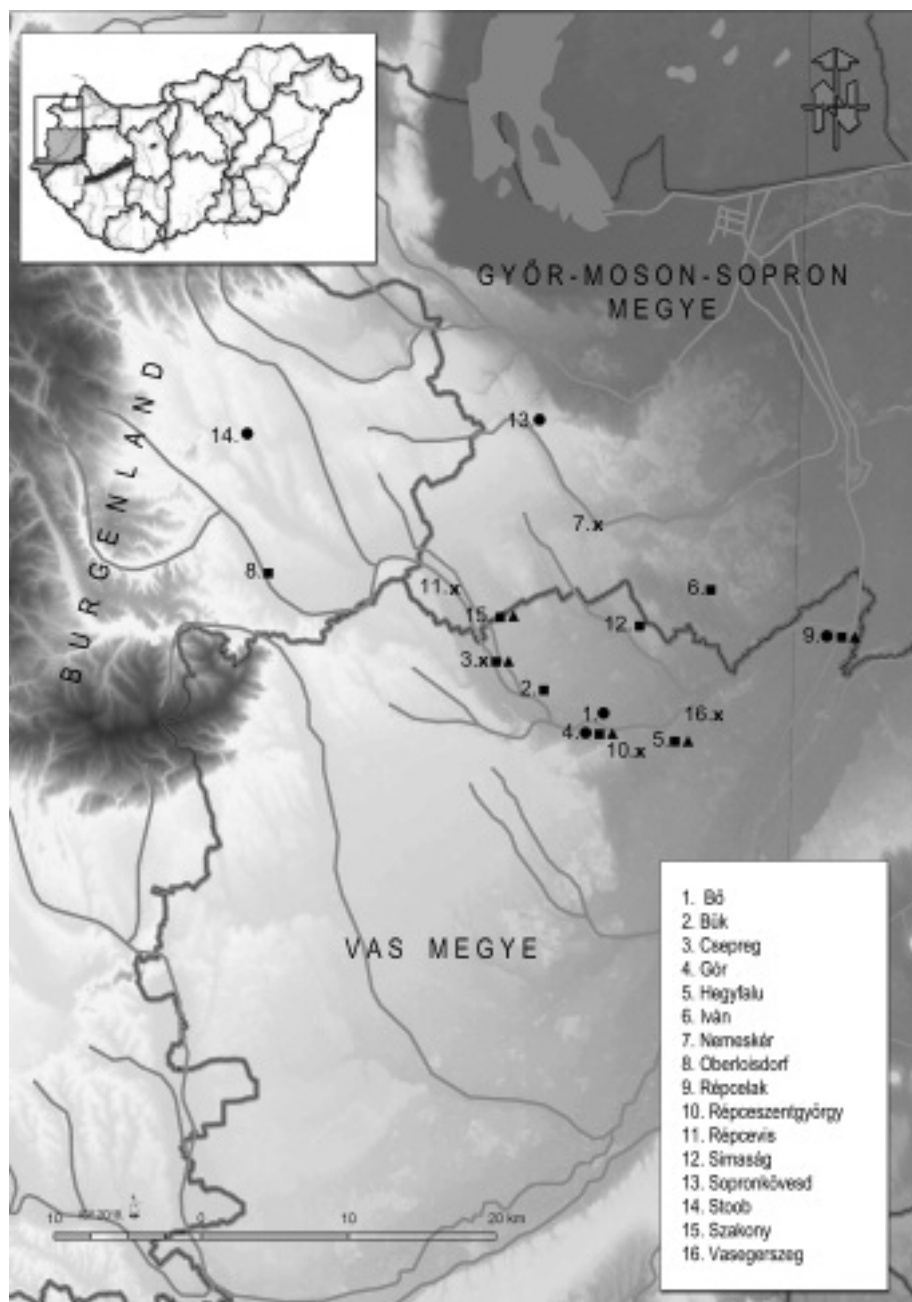 GYŐR-MOSON-SOPRON
MEGYE
BURGENLAND
13.
14.
7.
8.
11.
6.
15.
12.
9.
3.
2.
1.
16.
4.
10.
5.
VAS MEGYE
1. Bő
2. Bük
3. Csepreg
4. Gór
5. Hegyfalu
6. Iván
7. Nemeskér
8. Oberloisdorf
9. Répcelak
10. Répceszentgyörgy
11. Répcevis
12. Simaság
13. Sopronkövesd
14. Stoob
15. Szakony
16. Vasegerszeg
10 0 10 20 km